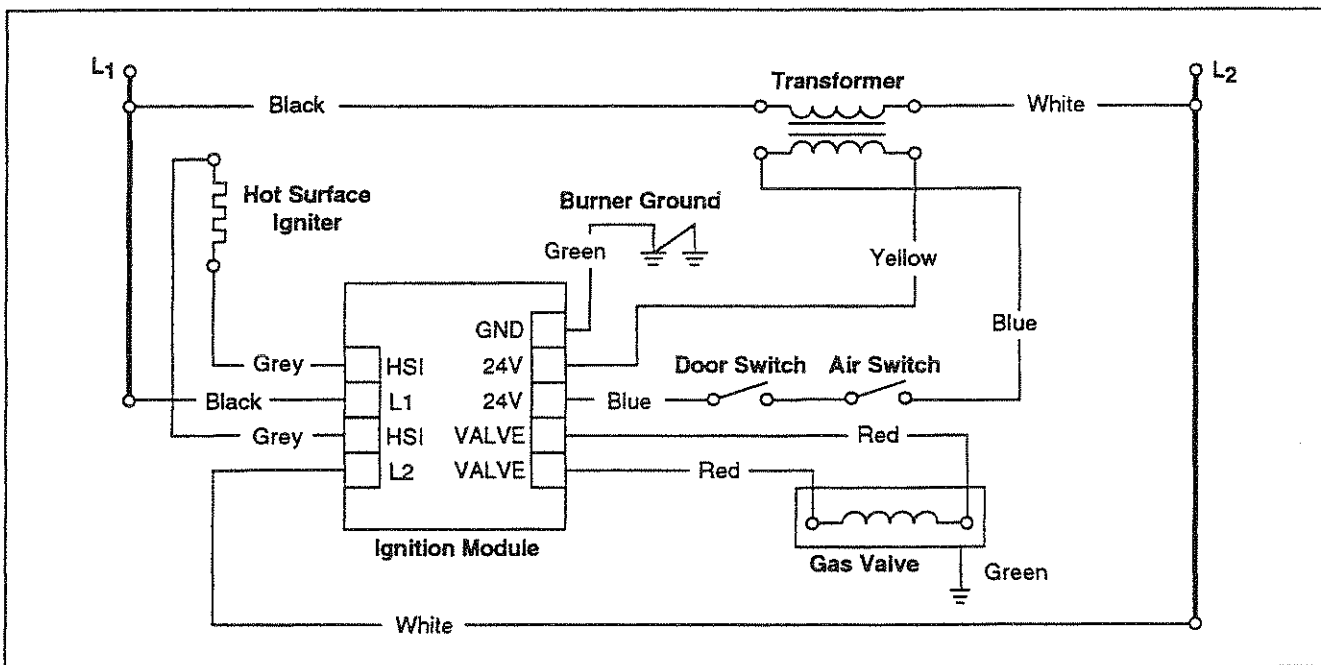 L1
L2
Transformer
Black
White
Hot Surface
Igniter
Burner Ground
Green
Yellow
Blue
GND
Grey
HSI
24V
Door Switch
Air Switch
Black
L1
24V
Blue
Grey
HSI
VALVE
Red
L2
VALVE
Red
Ignition Module
Gas Valve
Green
White